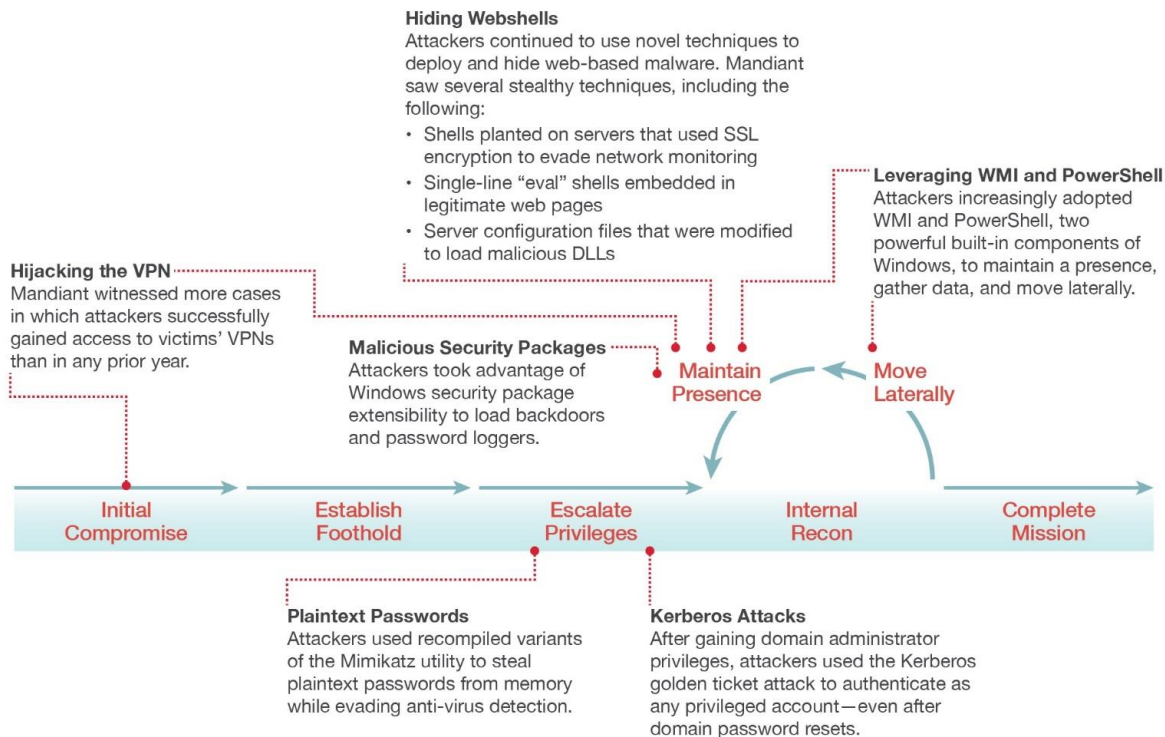 Hiding Webshells
Attackers continued to use novel techniques to
deploy and hide web-based malware. Mandiant
saw several stealthy techniques, including the
following:
• Shells planted on servers that used SSL
encryption to evade network monitoring
• Single-line “eval” shells embedded in
legitimate web pages
• Server configuration files that were modified
to load malicious DLLs
Leveraging WMI and PowerShell
Attackers increasingly adopted
WMI and PowerShell, two
powerful built-in components of
Windows, to maintain a presence,
gather data, and move laterally.
Hijacking the VPN
Mandiant witnessed more cases
in which attackers successfully
gained access to victims’ VPNs
than in any prior year.
Malicious Security Packages
Attackers took advantage of
Windows security package
extensibility to load backdoors
and password loggers.
Maintain
Presence
Move
Laterally
Initial
Compromise
Establish
Foothold
Escalate
Privileges
Internal
Recon
Complete
Mission
Plaintext Passwords
Attackers used recompiled variants
of the Mimikatz utility to steal
plaintext passwords from memory
while evading anti-virus detection.
Kerberos Attacks
After gaining domain administrator
privileges, attackers used the Kerberos
golden ticket attack to authenticate as
any privileged account—even after
domain password resets.